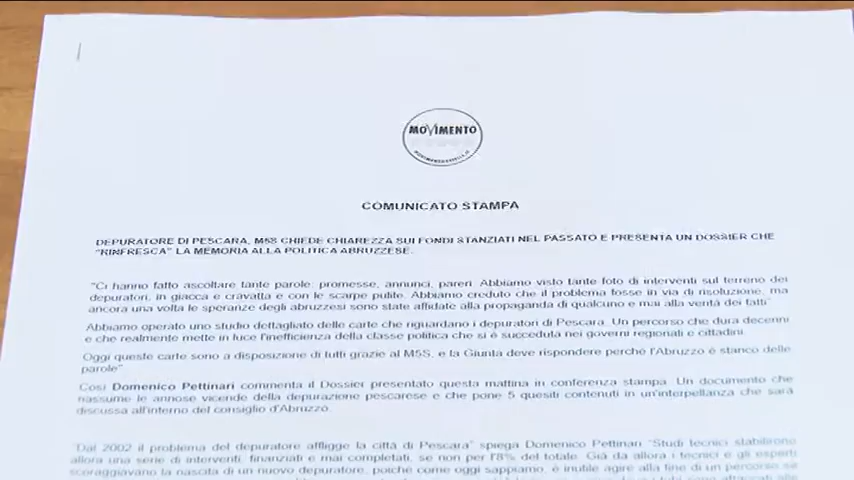 MOVIMENTO
COMUNICATO STAMPA
DEPURATORE DI PESCARA, M5S CHIEDE CHIAREZZA SUI FONDI STANZIATI NEL PASSATO E PRESENTA UN DOSSIER CHE
"RINFRESCA" LA MEMORIA ALLA POLITICA ABRUZZESE.
"Ci hanno fatto ascoltare tante parole, promesse, annunci, pareri. Abbiamo visto tante foto di interventi sul terreno dei
depuratori, in giacca e cravatta e con le scarpe pulite. Abbiamo creduto che il problema fosse in via di risoluzione, ma
ancora una volta le speranze degli abruzzesi sono state affidate alla propaganda di qualcuno e mai alla verità dei fatti"
Abbiamo operato uno studio dettagliato delle carte che riguardano i depuratori di Pescara. Un percorso che dura decenni
e che realmente mette in luce l'inefficienza della classe politica che si è succeduta nei governi regionali e cittadini.
Oggi queste carte sono a disposizione di tutti grazie al M5S, e la Giunta deve rispondere perché l'Abruzzo è stanco delle
parole"
Così Domenico Pettinari commenta il Dossier presentato questa mattina in conferenza stampa. Un documento che
riassume le annose vicende della depurazione pescarese e che pone 5 quesiti contenuti in un'interpellanza che sarà
discussa all'interno del consiglio d'Abruzzo.
"Dal 2002 il problema del depuratore affligge la città di Pescara" spiega Domenico Pettinari "Studi tecnici stabilirono
allora una serie di interventi, finanziati e mai completati, se non per l'8% del totale. Già da allora i tecnici e gli esperti
scoraggiavano la nascita di un nuovo depuratore, poiché come oggi sappiamo, è inutile agire alla fine di un percorso se